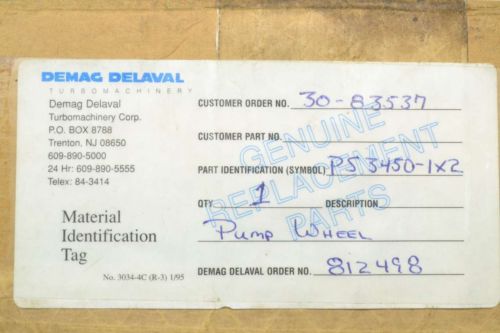 DEMAG DELAVAL
TURBOMACHINERY
Demag Delaval
Turbomachinery Corp.
P.O. BOX 8788
Trenton, NJ 08650
609-890-5000
24 Hr: 609-890-5555
Telex: 84-3414
Material
Identification
Tag
No. 3034-4C (R-3) 1/95
CUSTOMER ORDER NO. 30-83537
CUSTOMER PART NO.
PART IDENTIFICATION (SYMBOL) PS3450-1X2
QTY 1 DESCRIPTION
PUMP WHEEL
DEMAG DELAVAL ORDER NO. 812498
GENUINE
REPLACEMENT
PARTS